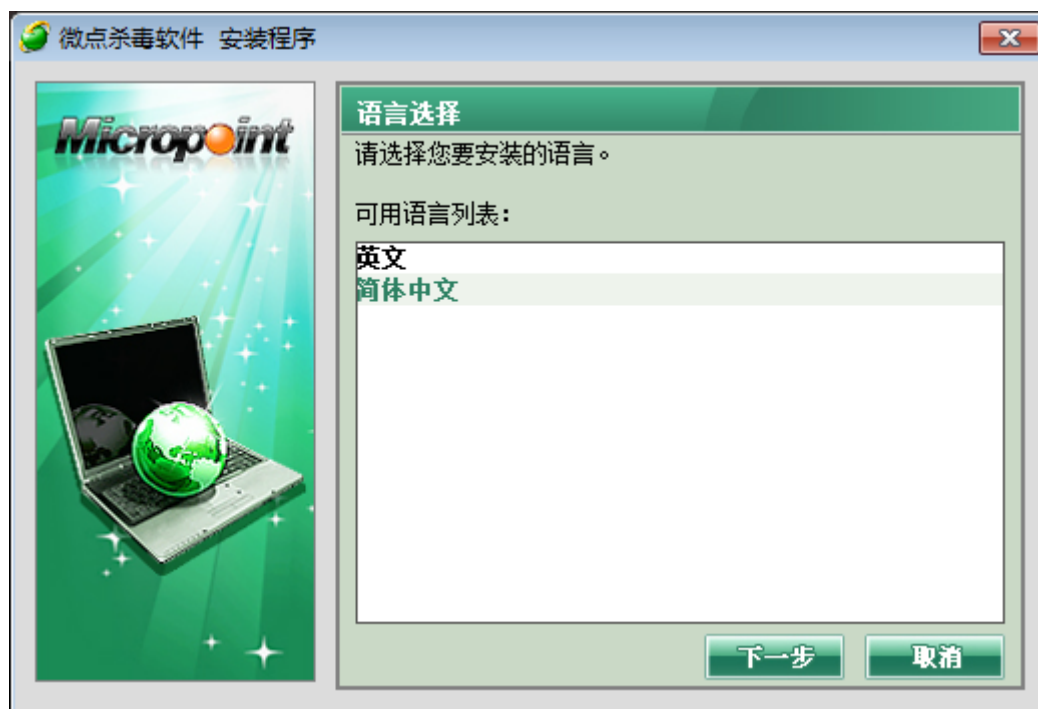 微点杀毒软件 安装程序
Micropoint
语言选择
请选择您要安装的语言。
可用语言列表：
英文
简体中文
下一步
取消